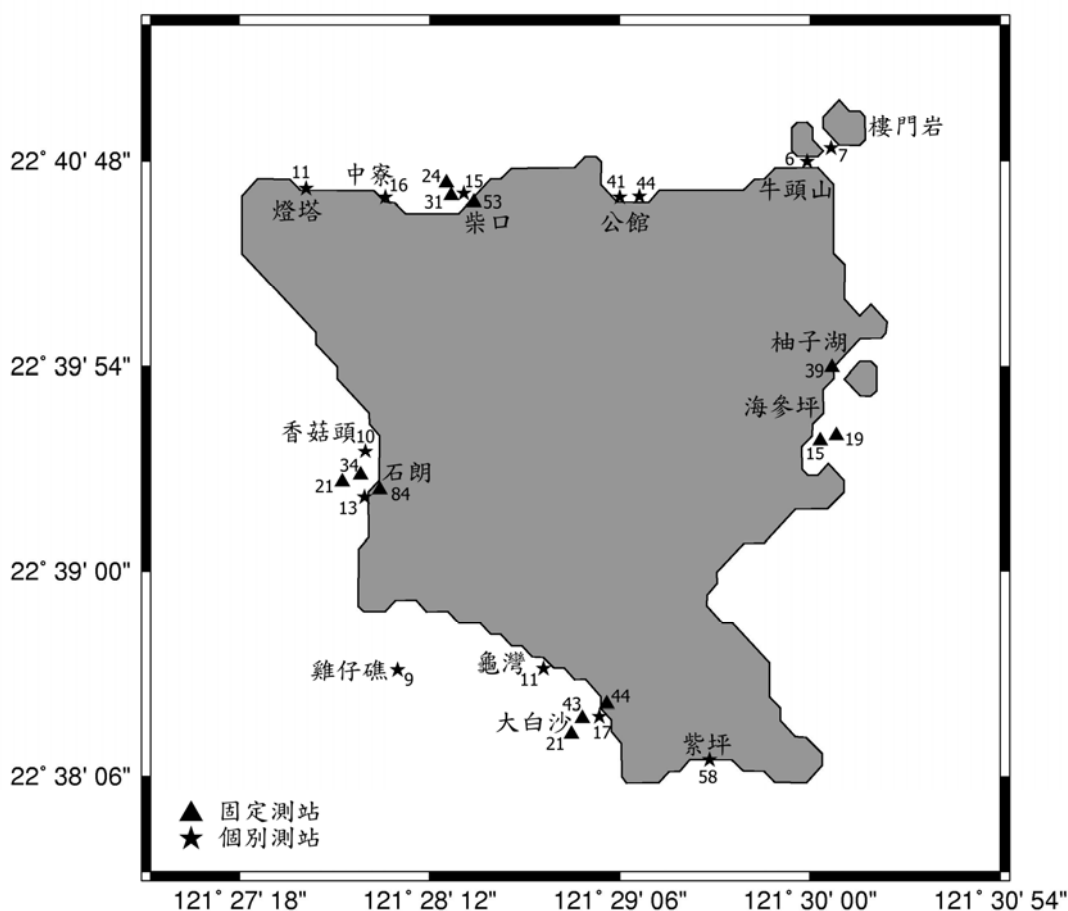 樓門岩
22° 40' 48"
6
7
牛頭山
11
燈塔
中寮
16
24
31
15
53
柴口
41
44
公館
柚子湖
22° 39' 54"
39
海參坪
15
19
香菇頭
10
34
21
石朗
84
13
22° 39' 00"
雞仔礁
9
龜灣
11
44
43
大白沙
17
21
紫坪
58
22° 38' 06"
固定測站
個別測站
121° 27' 18" 121° 28' 12" 121° 29' 06" 121° 30' 00" 121° 30' 54"